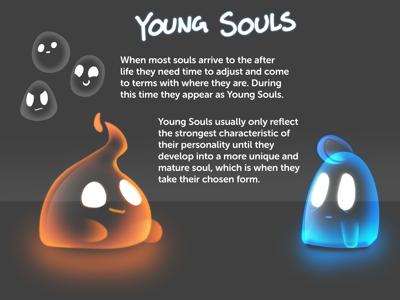 Young Souls
When most souls arrive to the after
life they need time to adjust and come
to terms with where they are. During
this time they appear as Young Souls.
Young Souls usually only reflect
the strongest characteristic of
their personality until they
develop into a more unique and
mature soul, which is when they
take their chosen form.